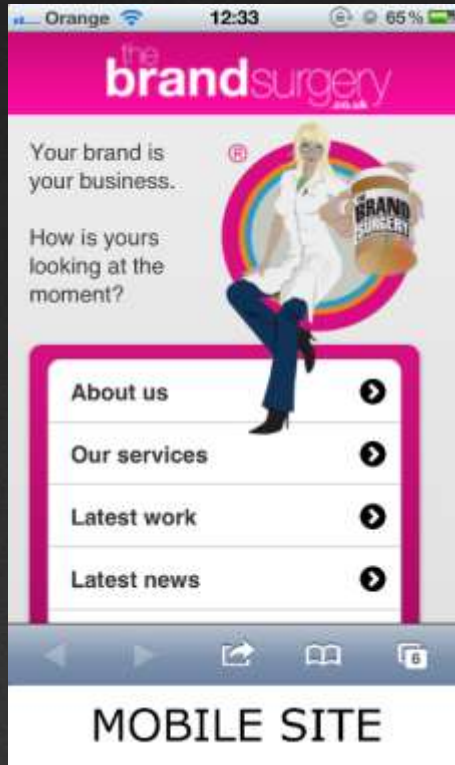 Orange 12:33 65%
the
brandsurgery
.co.uk
Your brand is
your business.
®
How is yours
looking at the
moment?
THE
BRAND
SURGERY
About us
Our services
Latest work
Latest news
6
MOBILE SITE